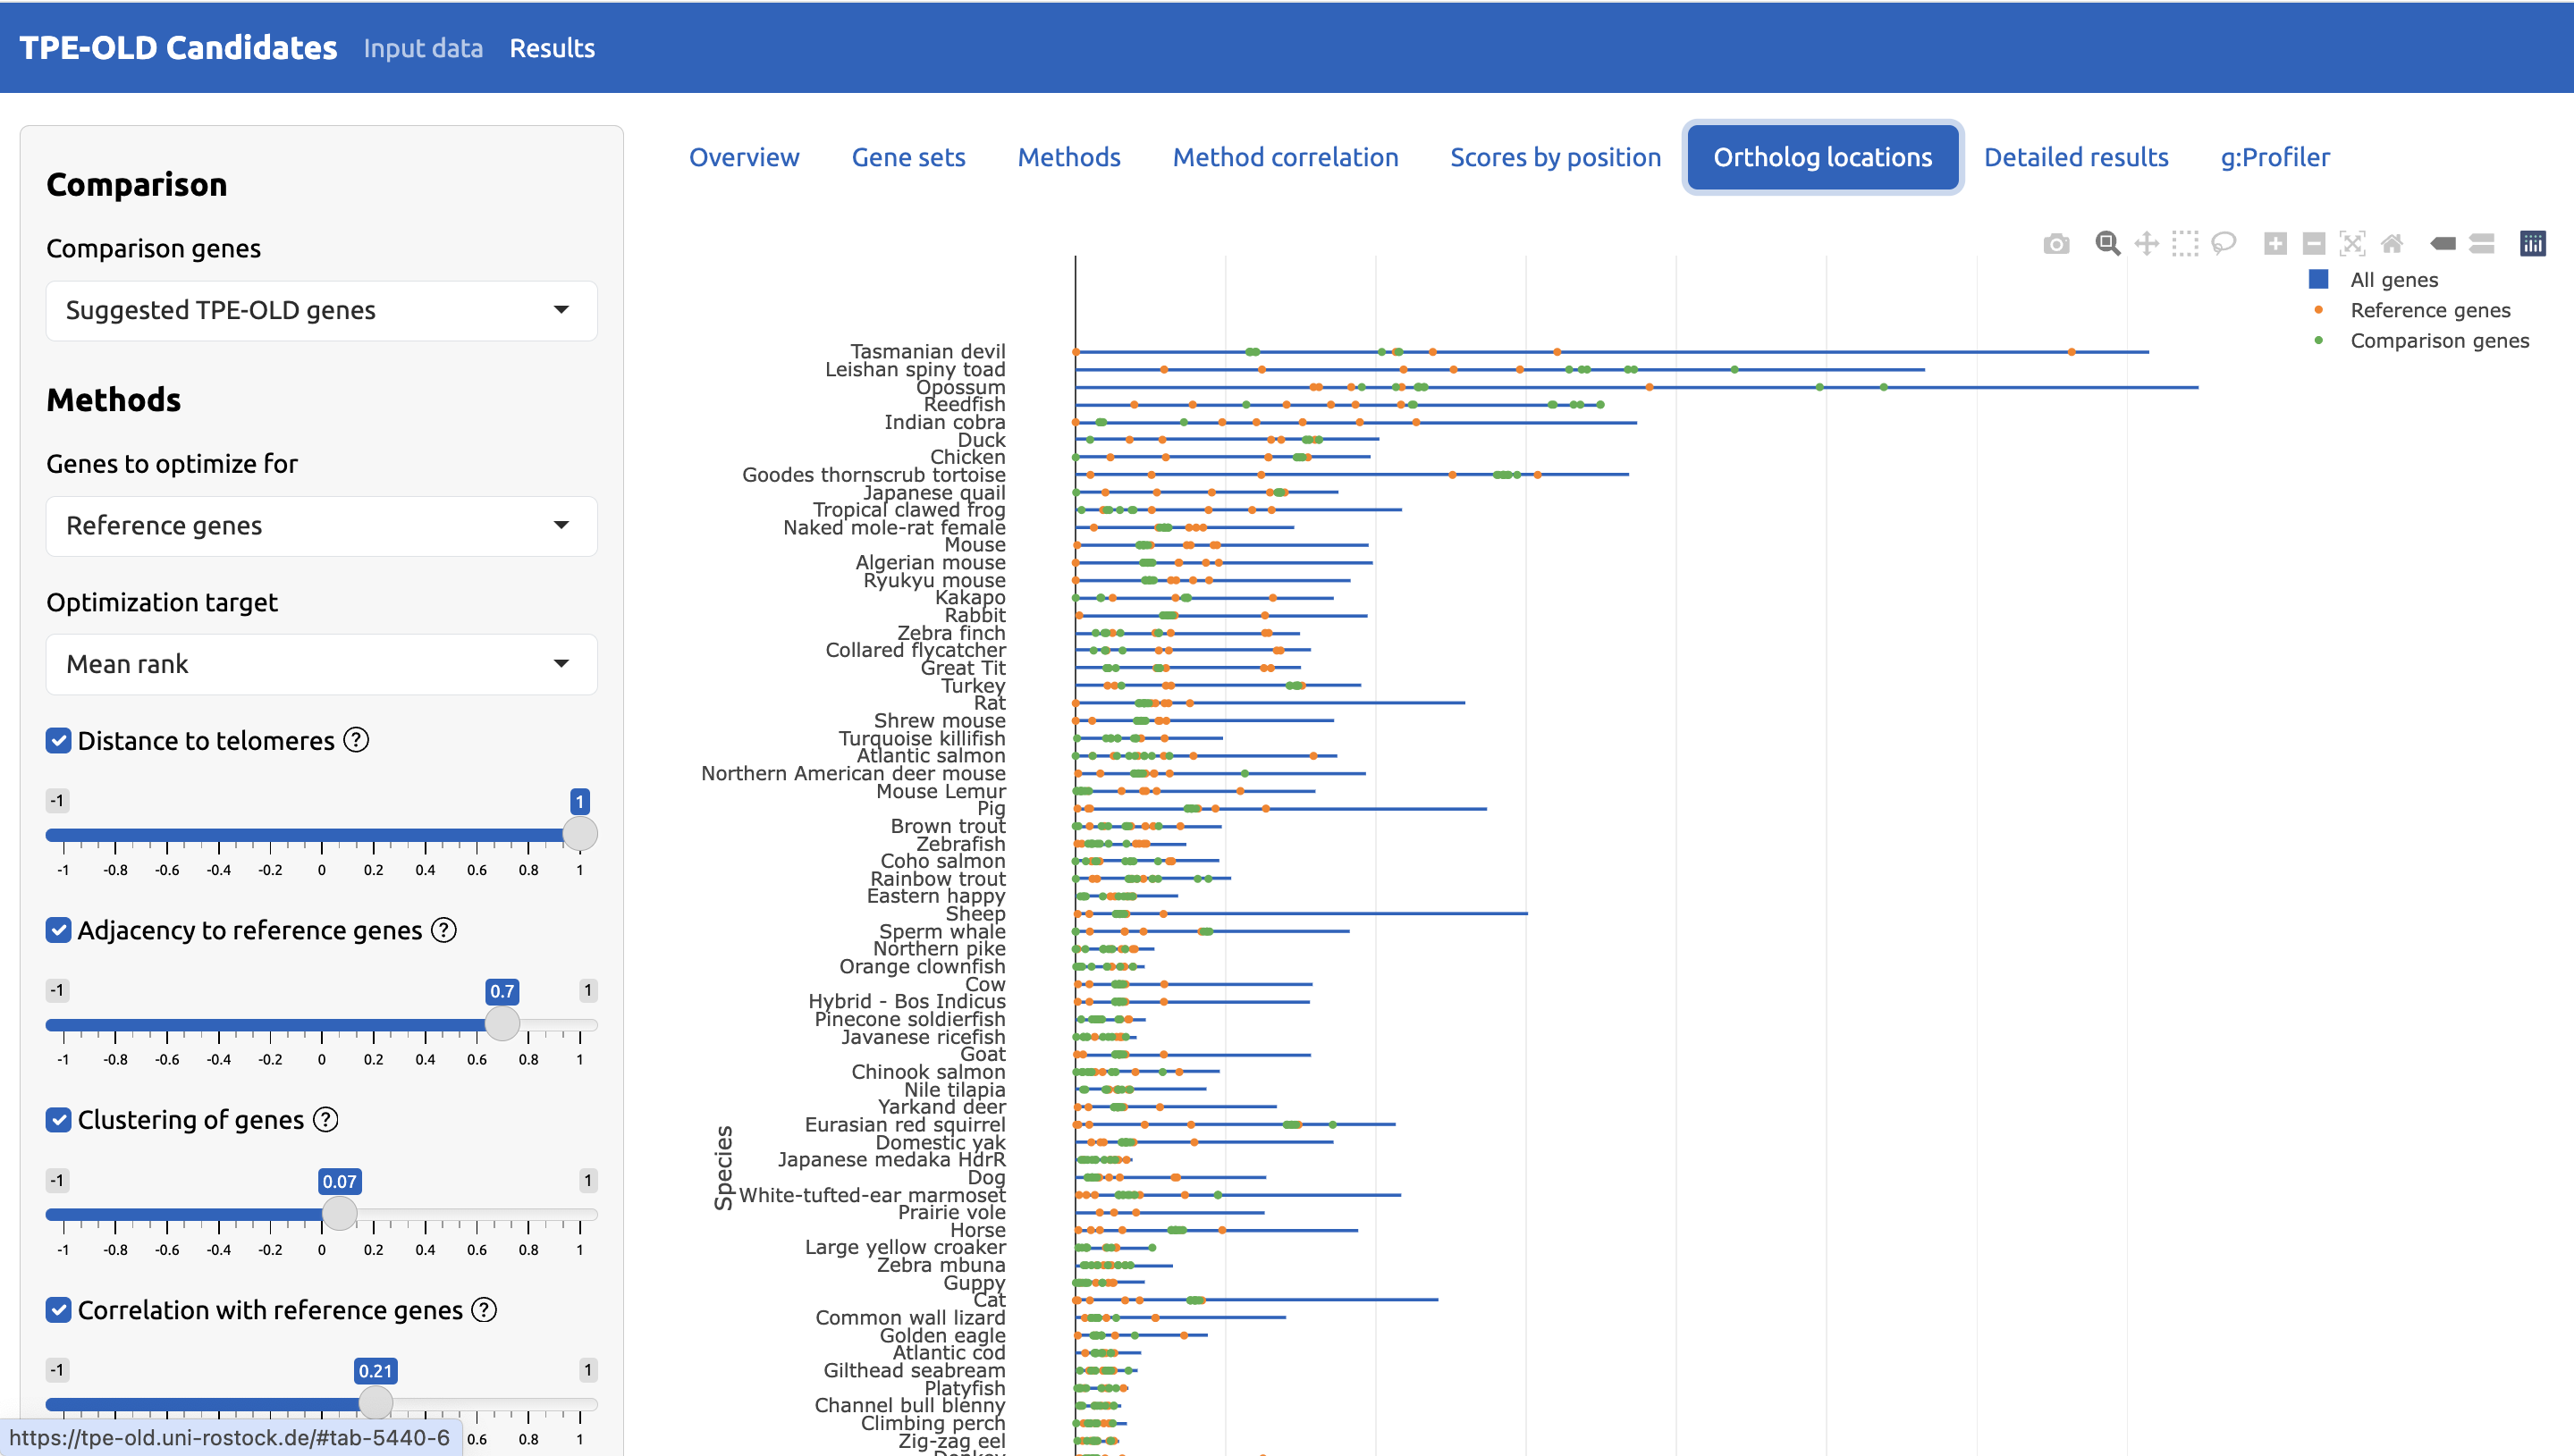 TPE-OLD Candidates Input data Results
Comparison
Comparison genes
Suggested TPE-OLD genes
Methods
Genes to optimize for
Reference genes
Optimization target
Mean rank
Distance to telomeres ?
-1 1
-1 -0.8 -0.6 -0.4 -0.2 0 0.2 0.4 0.6 0.8 1
Adjacency to reference genes ?
-1 0.7 1
-1 -0.8 -0.6 -0.4 -0.2 0 0.2 0.4 0.6 0.8 1
Clustering of genes ?
-1 0.07 1
-1 -0.8 -0.6 -0.4 -0.2 0 0.2 0.4 0.6 0.8 1
Correlation with reference genes ?
-1 0.21 1
0.6 0.8 1
https://tpe-old.uni-rostock.de/#tab-5440-6
Overview Gene sets Methods Method correlation Scores by position Ortholog locations Detailed results g:Profiler
All genes
Reference genes
Comparison genes
Species
Tasmanian devil
Leishan spiny toad
Opossum
Reedfish
Indian cobra
Duck
Chicken
Goodes thornscrub tortoise
Japanese quail
Tropical clawed frog
Naked mole-rat female
Mouse
Algerian mouse
Ryukyu mouse
Kakapo
Rabbit
Zebra finch
Collared flycatcher
Great Tit
Turkey
Rat
Shrew mouse
Turquoise killifish
Atlantic salmon
Northern American deer mouse
Mouse Lemur
Pig
Brown trout
Zebrafish
Coho salmon
Rainbow trout
Eastern happy
Sheep
Sperm whale
Northern pike
Orange clownfish
Cow
Hybrid - Bos Indicus
Pinecone soldierfish
Javanese ricefish
Goat
Chinook salmon
Nile tilapia
Yarkand deer
Eurasian red squirrel
Domestic yak
Japanese medaka HdrR
Dog
White-tufted-ear marmoset
Prairie vole
Horse
Large yellow croaker
Zebra mbuna
Guppy
Cat
Common wall lizard
Golden eagle
Atlantic cod
Gilthead seabream
Platyfish
Channel bull blenny
Climbing perch
Zig-zag eel